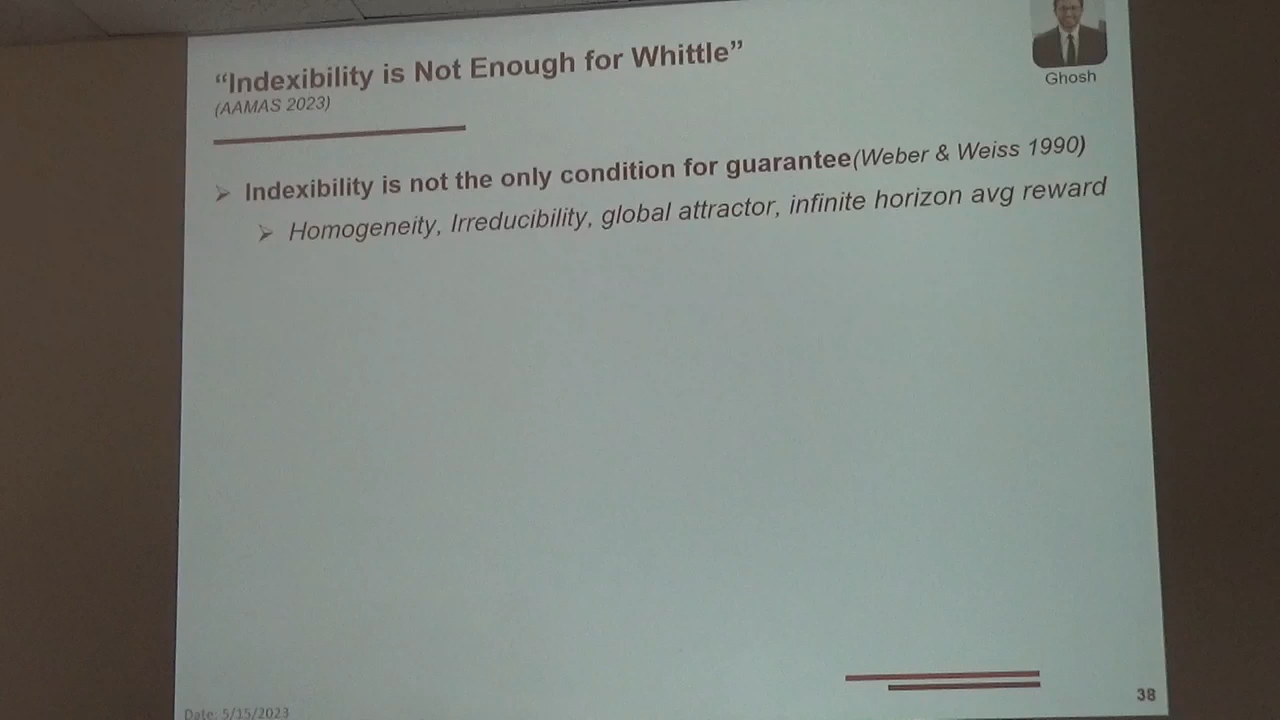 “Indexibility is Not Enough for Whittle”
(AAMAS 2023)
Ghosh
➢ Indexibility is not the only condition for guarantee(Weber & Weiss 1990)
➢ Homogeneity, Irreducibility, global attractor, infinite horizon avg reward
38
Date: 5/15/2023